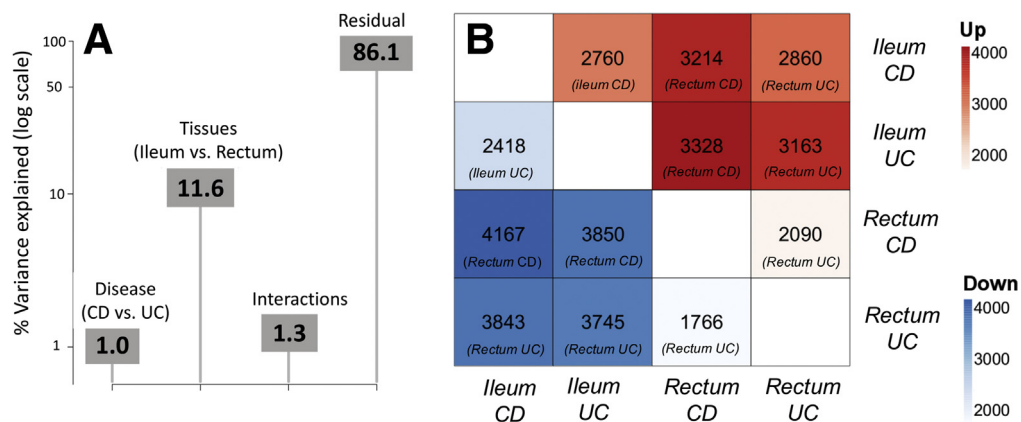 A
% Variance explained (log scale)
100
50
10
1
Residual
86.1
Tissues
(Ileum vs. Rectum)
11.6
Disease
(CD vs. UC)
1.0
Interactions
1.3
B
2760
(ileum CD)
3214
(Rectum CD)
2860
(Rectum UC)
Ileum
CD
2418
(Ileum UC)
3328
(Rectum CD)
3163
(Rectum UC)
Ileum
UC
4167
(Rectum CD)
3850
(Rectum CD)
2090
(Rectum UC)
Rectum
CD
3843
(Rectum UC)
3745
(Rectum UC)
1766
(Rectum UC)
Rectum
UC
Ileum
CD
Ileum
UC
Rectum
CD
Rectum
UC
Up
4000
3000
2000
Down
4000
3000
2000